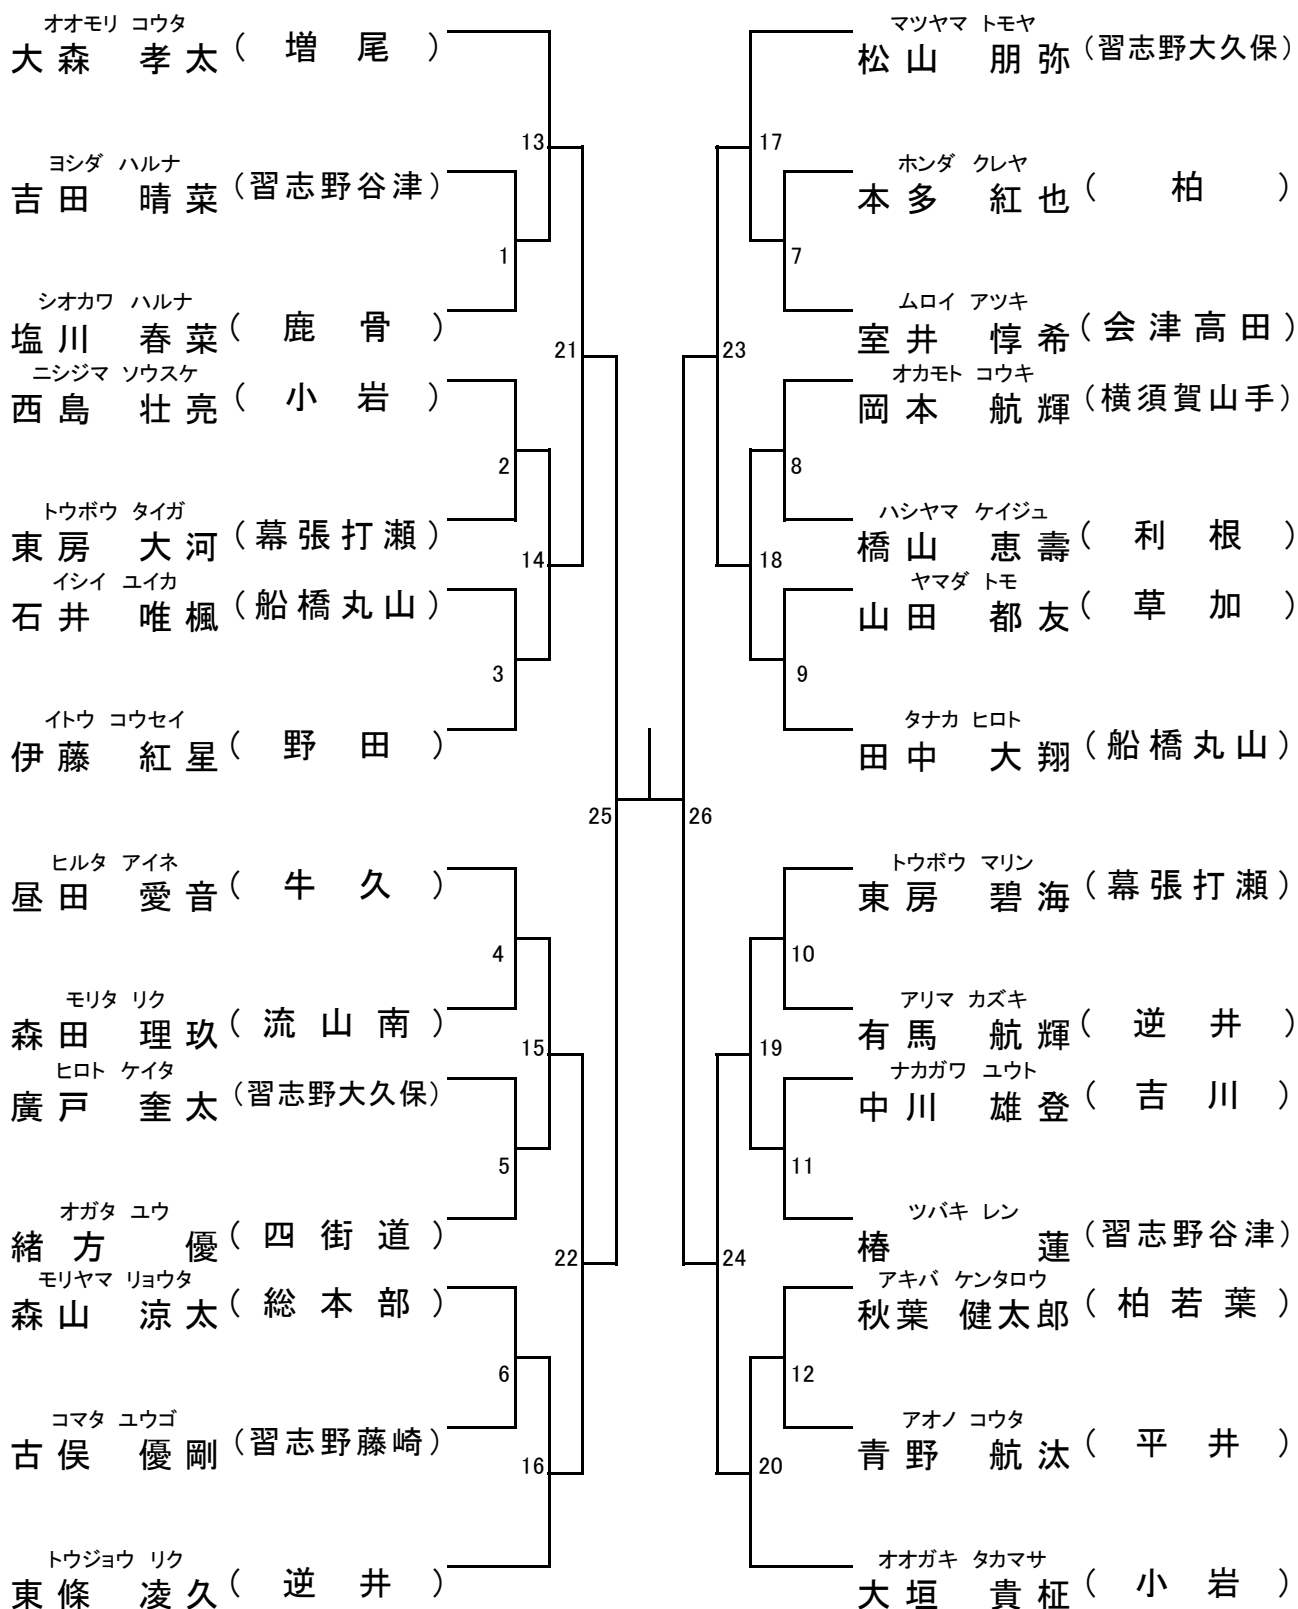 オオモリ コウタ
大森 孝太 ( 増 尾 )
13
ヨシダ ハルナ
吉田 晴菜 (習志野谷津)
1
シオカワ ハルナ
塩川 春菜 ( 鹿 骨 )
21
ニシジマ ソウスケ
西島 壮亮 ( 小 岩 )
2
トウボウ タイガ
東房 大河 (幕張打瀬)
14
イシイ ユイカ
石井 唯楓 (船橋丸山)
3
イトウ コウセイ
伊藤 紅星 ( 野 田 )
25
ヒルタ アイネ
昼田 愛音 ( 牛 久 )
4
モリタ リク
森田 理玖 ( 流 山 南 )
15
ヒロト ケイタ
廣戸 奎太 (習志野大久保)
5
オガタ ユウ
緒方 優 ( 四 街 道 )
22
モリヤマ リョウタ
森山 涼太 ( 総 本 部 )
6
コマタ ユウゴ
古俣 優剛 (習志野藤崎)
16
トウジョウ リク
東條 凌久 ( 逆 井 )
マツヤマ トモヤ
松山 朋弥 (習志野大久保)
17
ホンダ クレヤ
本多 紅也 ( 柏 )
7
ムロイ アツキ
室井 惇希 (会津高田)
23
オカモト コウキ
岡本 航輝 (横須賀山手)
8
ハシヤマ ケイジュ
橋山 恵壽 ( 利 根 )
18
ヤマダ トモ
山田 都友 ( 草 加 )
9
タナカ ヒロト
田中 大翔 (船橋丸山)
26
トウボウ マリン
東房 碧海 (幕張打瀬)
10
アリマ カズキ
有馬 航輝 ( 逆 井 )
19
ナカガワ ユウト
中川 雄登 ( 吉 川 )
11
ツバキ レン
椿 蓮 (習志野谷津)
24
アキバ ケンタロウ
秋葉 健太郎 ( 柏 若 葉 )
12
アオノ コウタ
青野 航汰 ( 平 井 )
20
オオガキ タカマサ
大垣 貴柾 ( 小 岩 )